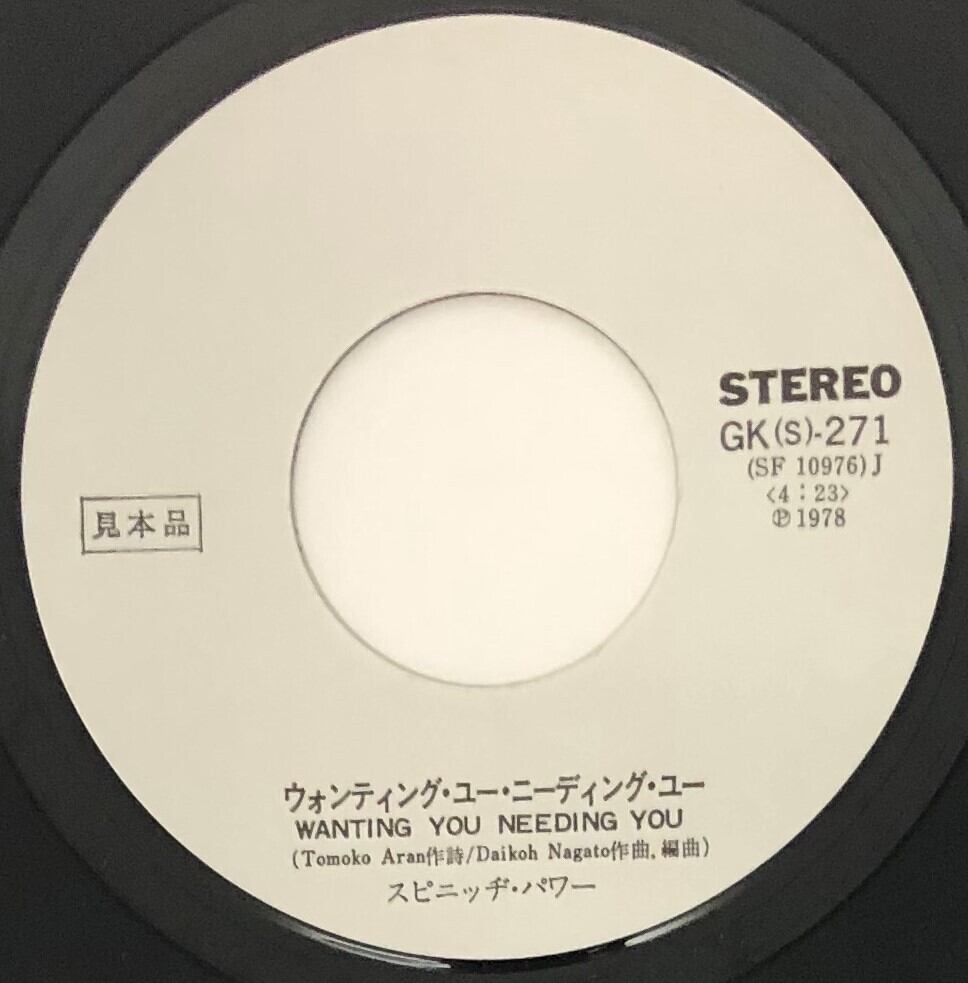 STEREO
GK(S)-271
(SF 10976)J
<4:23>
℗1978
見本品
ウォンティング・ユー・ニーディング・ユー
WANTING YOU NEEDING YOU
(Tomoko Aran作詩/Daikoh Nagato作曲,編曲)
スピニッヂ・パワー